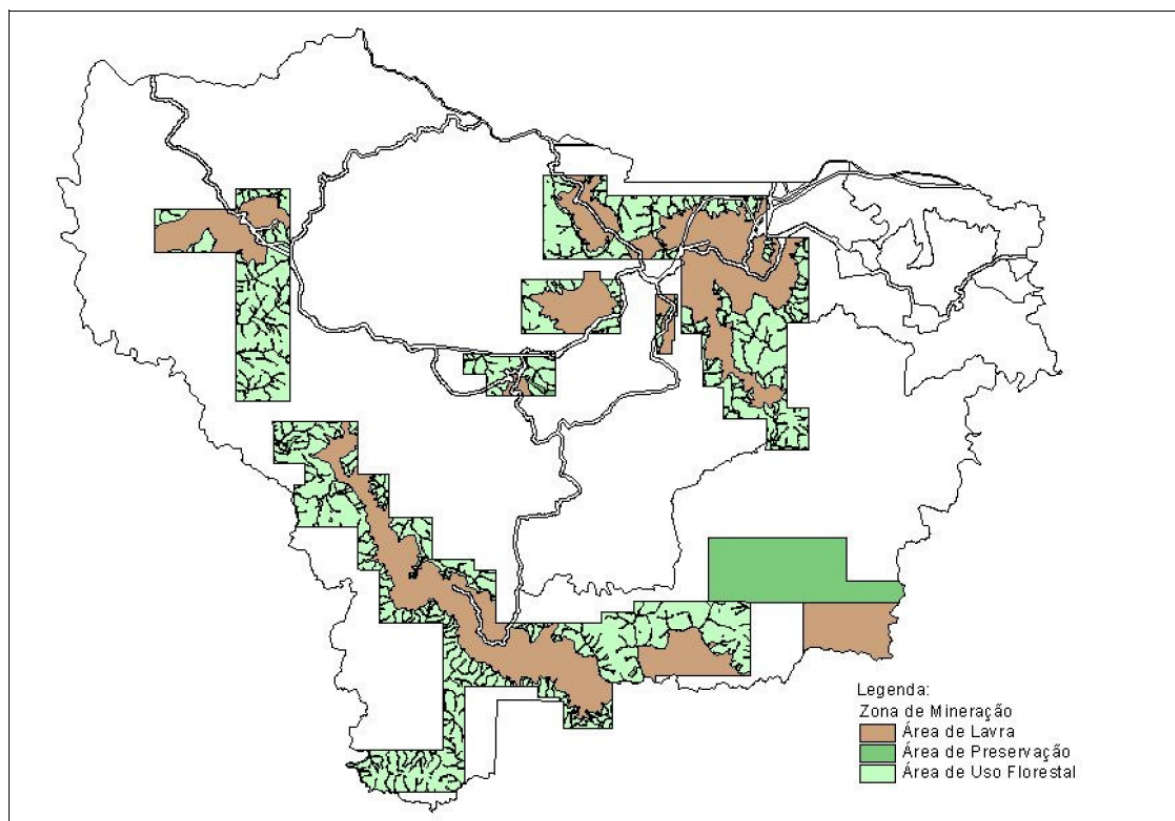 Legenda:
Zona de Mineração
Área de Lavra
Área de Preservação
Área de Uso Florestal